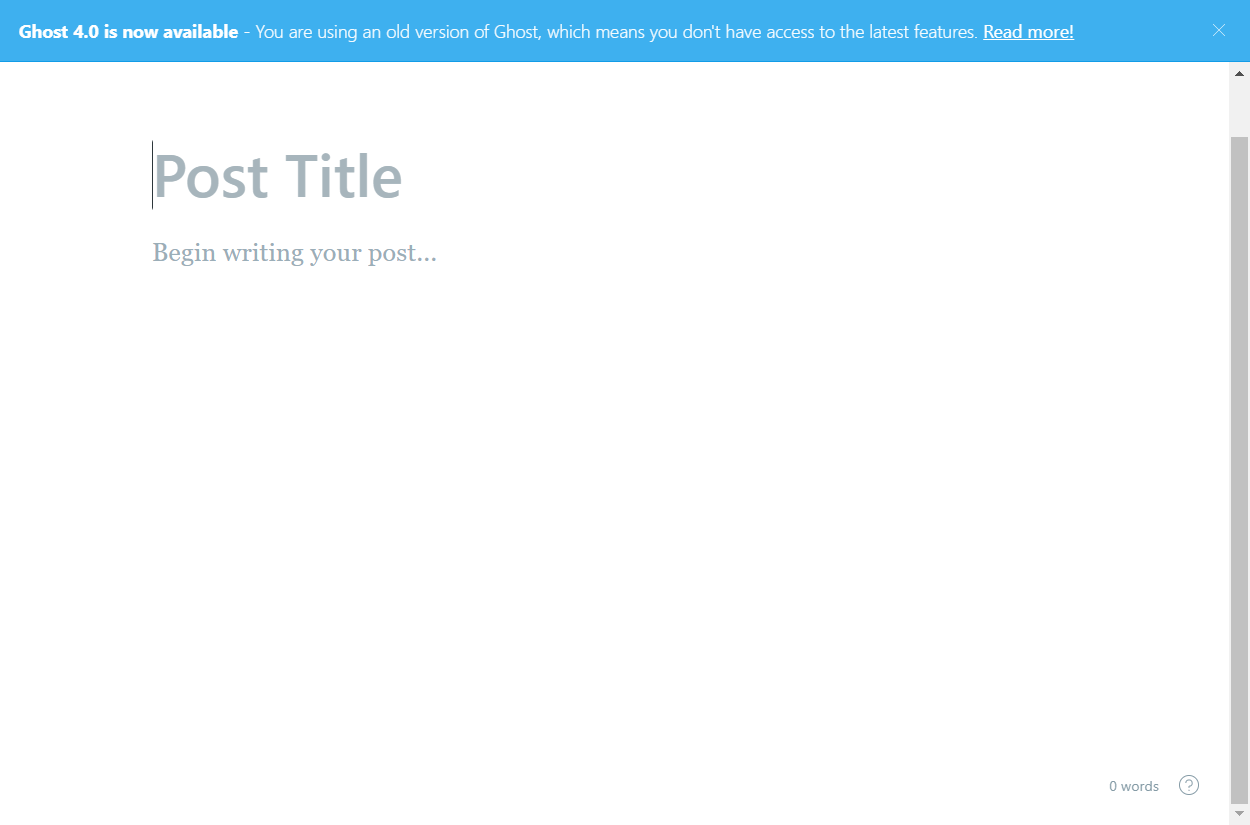 Ghost 4.0 is now available - You are using an old version of Ghost, which means you don't have access to the latest features. Read more!
Post Title
Begin writing your post...
0 words
?